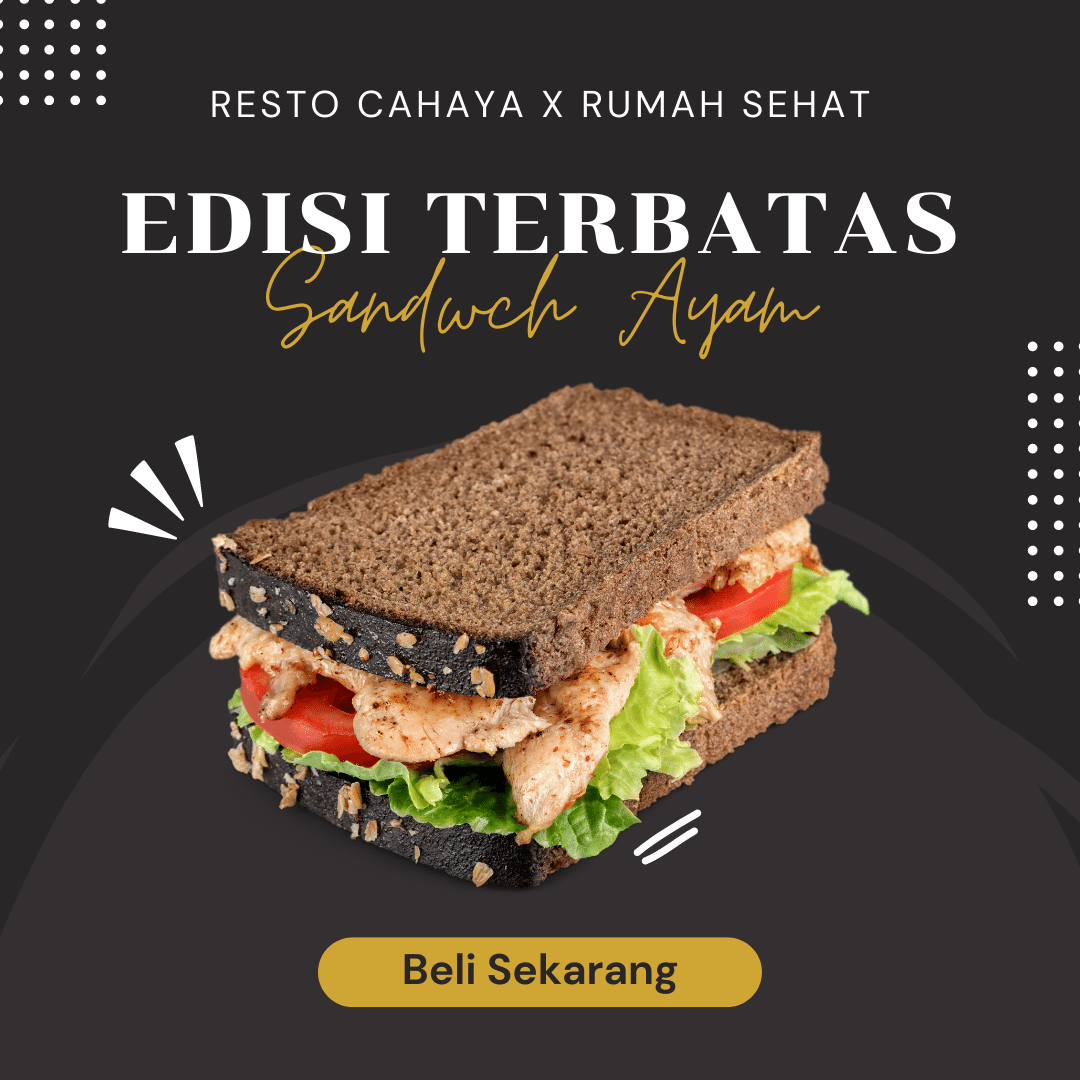 RESTO CAHAYA X RUMAH SEHAT
EDISI TERBATAS
Sandwch Ayam
Beli Sekarang